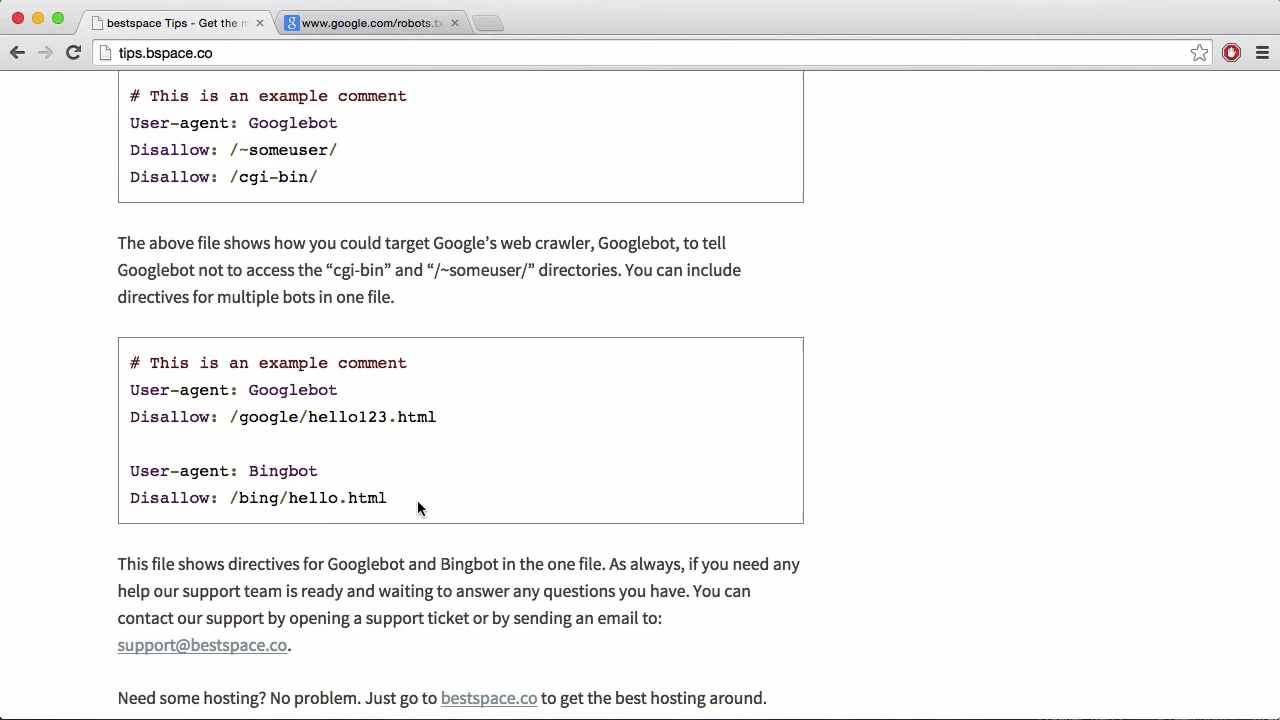 bestspace Tips - Get the m
www.google.com/robots.tx
tips.bspace.co
# This is an example comment
User-agent: Googlebot
Disallow: /~someuser/
Disallow: /cgi-bin/
The above file shows how you could target Google’s web crawler, Googlebot, to tell
Googlebot not to access the “cgi-bin” and “/~someuser/” directories. You can include
directives for multiple bots in one file.
# This is an example comment
User-agent: Googlebot
Disallow: /google/hello123.html
User-agent: Bingbot
Disallow: /bing/hello.html
This file shows directives for Googlebot and Bingbot in the one file. As always, if you need any
help our support team is ready and waiting to answer any questions you have. You can
contact our support by opening a support ticket or by sending an email to:
support@bestspace.co.
Need some hosting? No problem. Just go to bestspace.co to get the best hosting around.